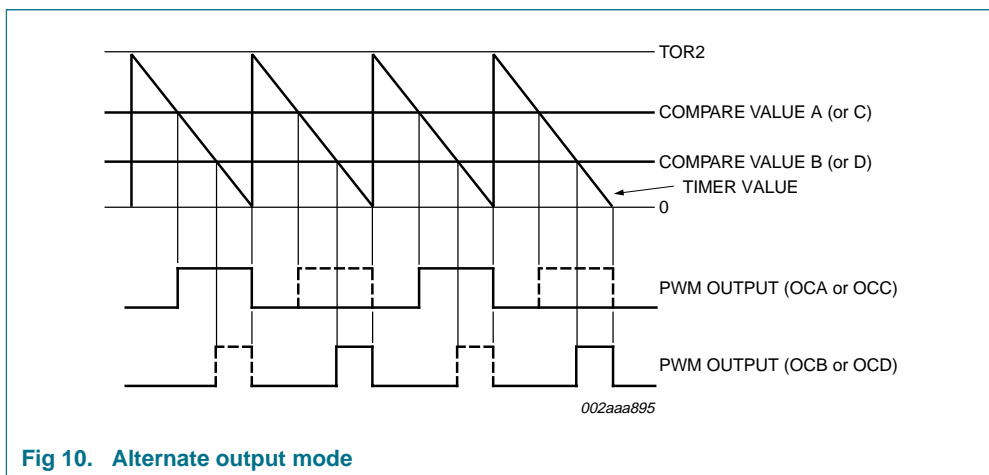 TOR2
COMPARE VALUE A (or C)
COMPARE VALUE B (or D)
TIMER VALUE
0
PWM OUTPUT (OCA or OCC)
PWM OUTPUT (OCB or OCD)
002aaa895
Fig 10. Alternate output mode